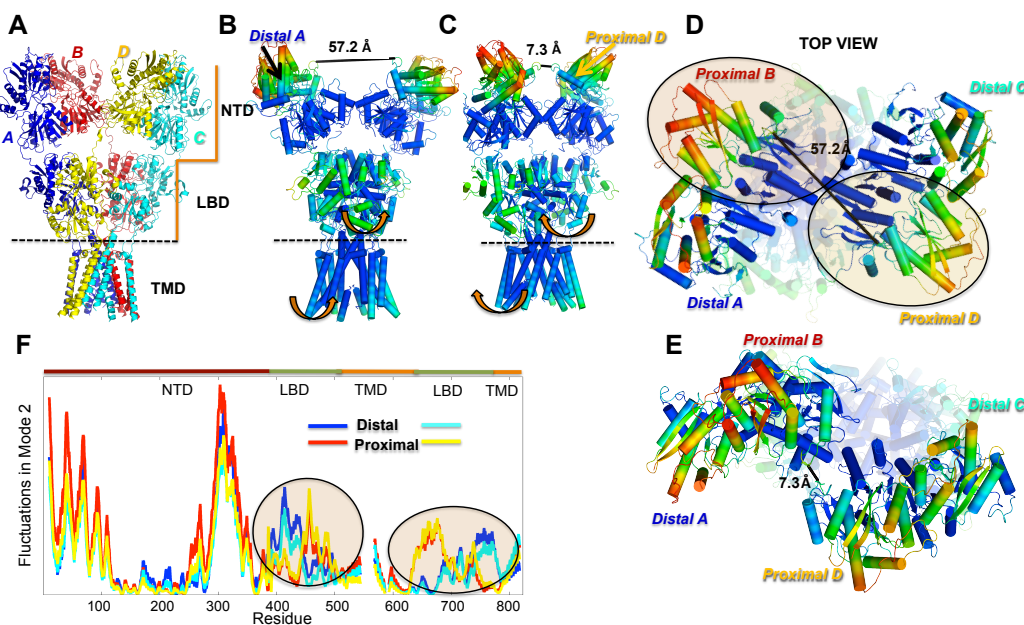 A
B
D
A
C
NTD
LBD
TMD
B
Distal A
57.2 Å
C
7.3 Å
Proximal D
D
TOP VIEW
Proximal B
Distal C
57.2Å
Distal A
Proximal D
E
Proximal B
Distal C
7.3Å
Distal A
Proximal D
F
NTD
LBD
TMD
LBD
TMD
Distal
Proximal
Fluctuations in Mode 2
100
200
300
400
500
600
700
800
Residue